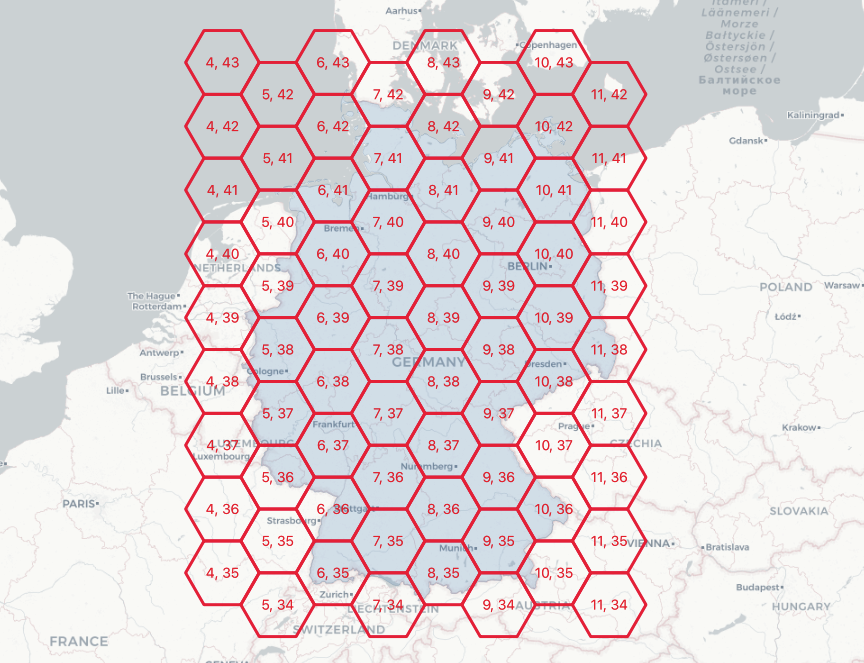 Aarhus
Itämeri /
Läänemeri /
Morze
Bałtyckie /
Östersjön /
Østersøen /
Ostsee /
Балтийское
море
DENMARK
Copenhagen
4, 43
6, 43
8, 43
10, 43
5, 42
7, 42
9, 42
11, 42
Kaliningrad
4, 42
6, 42
8, 42
10, 42
Gdansk
5, 41
7, 41
9, 41
11, 41
4, 41
6, 41
8, 41
10, 41
Hamburg
5, 40
7, 40
9, 40
11, 40
Bremen
4, 40
6, 40
8, 40
10, 40
NETHERLANDS
BERLIN
5, 39
7, 39
9, 39
11, 39
POLAND
Warsaw
The Hague
Rotterdam
4, 39
6, 39
8, 39
10, 39
Łódź
Antwerp
5, 38
7, 38
9, 38
11, 38
GERMANY
Dresden
Cologne
Brussels
4, 38
6, 38
8, 38
10, 38
Lille
BELGIUM
5, 37
7, 37
9, 37
11, 37
Frankfurt
Prague
Krakow
4, 37
6, 37
8, 37
10, 37
LUXEMBOURG
CZECHIA
Luxembourg
Nuremberg
5, 36
7, 36
9, 36
11, 36
PARIS
4, 36
6, 36
8, 36
10, 36
Stuttgart
SLOVAKIA
Strasbourg
5, 35
7, 35
9, 35
11, 35
VIENNA
Munich
Bratislava
4, 35
6, 35
8, 35
10, 35
Budapest
Zurich
5, 34
7, 34
9, 34
11, 34
LIECHTENSTEIN
AUSTRIA
HUNGARY
SWITZERLAND
FRANCE